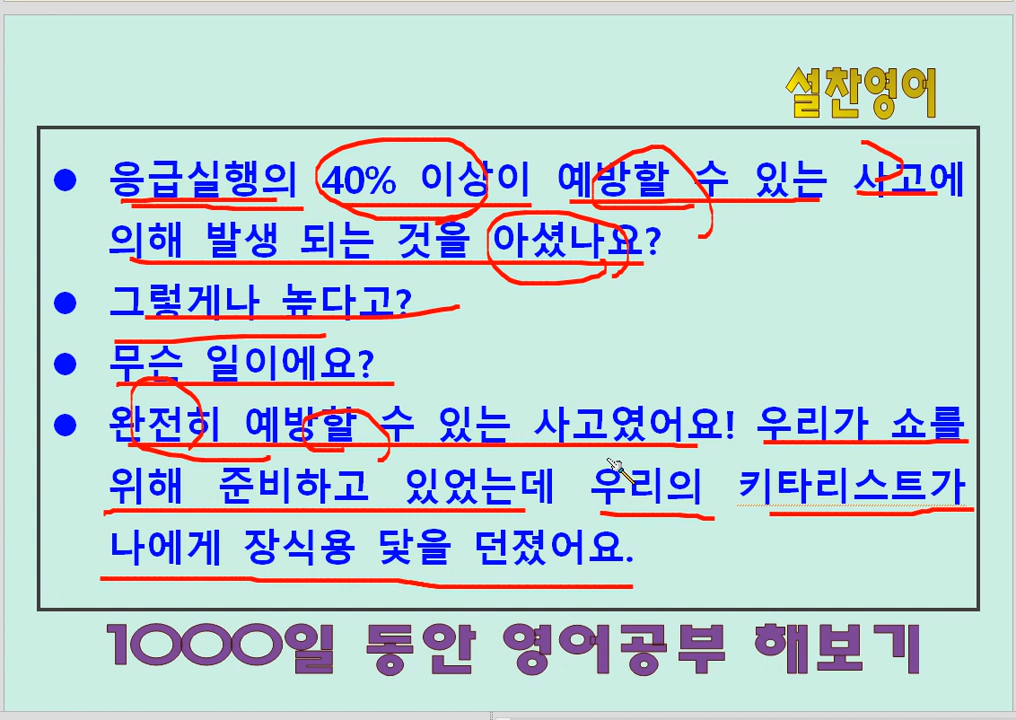 설찬영어
● 응급실행의 40% 이상이 예방할 수 있는 사고에
의해 발생 되는 것을 아셨나요?
● 그렇게나 높다고?
● 무슨 일이에요?
● 완전히 예방할 수 있는 사고였어요! 우리가 쇼를
위해 준비하고 있었는데 우리의 키타리스트가
나에게 장식용 닻을 던졌어요.
1000일 동안 영어공부 해보기